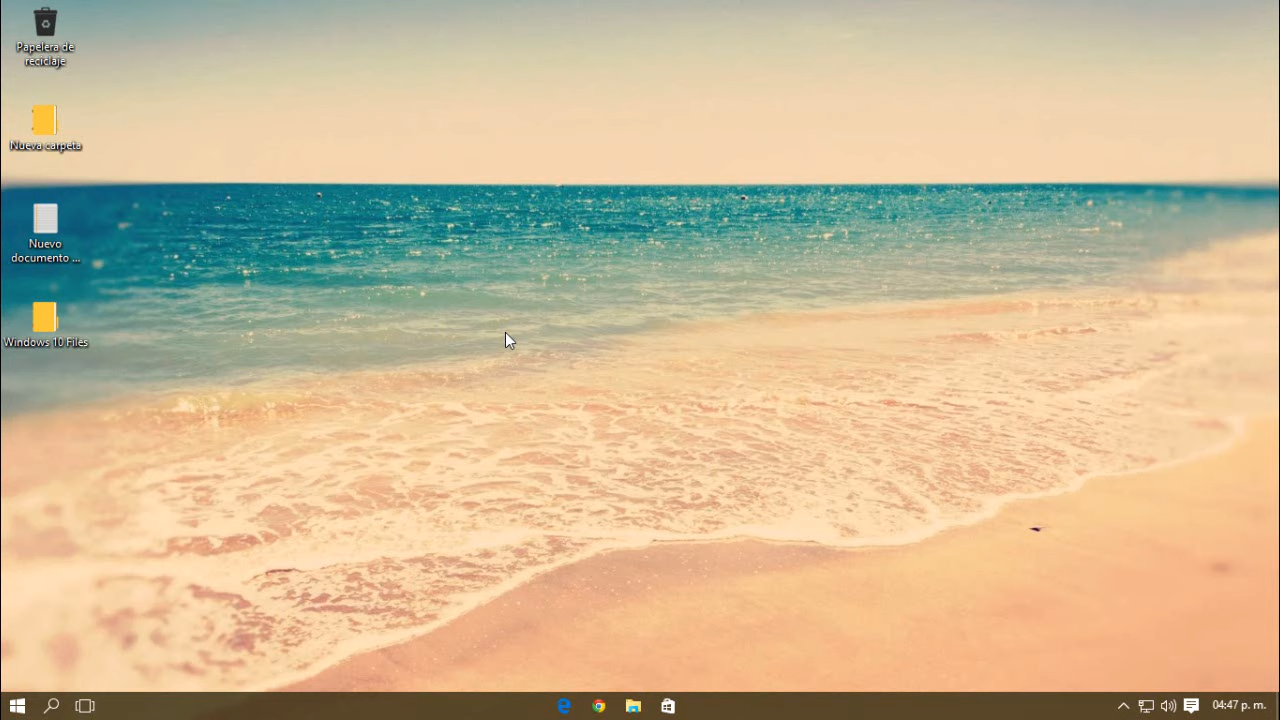 Papelera de
reciclaje
Nueva carpeta
Nuevo
documento ...
Windows 10 Files
04:47 p. m.